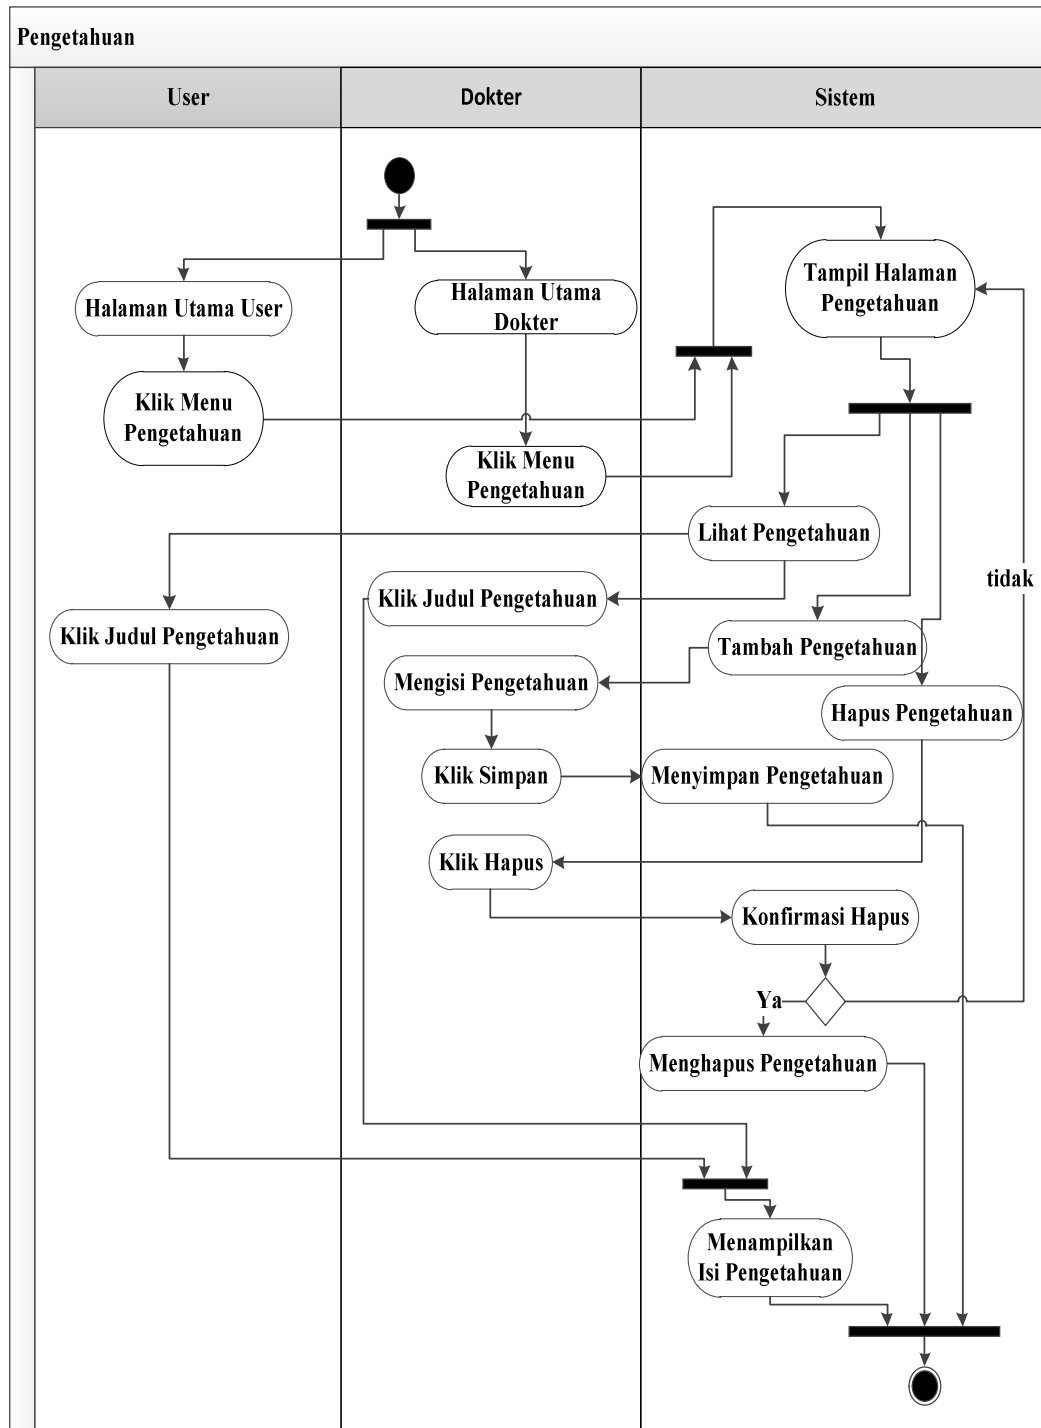 Pengetahuan
User
Dokter
Sistem
Tampil Halaman
Pengetahuan
Halaman Utama User
Halaman Utama
Dokter
Klik Menu
Pengetahuan
Klik Menu
Pengetahuan
Lihat Pengetahuan
tidak
Klik Judul Pengetahuan
Klik Judul Pengetahuan
Tambah Pengetahuan
Mengisi Pengetahuan
Hapus Pengetahuan
Klik Simpan
Menyimpan Pengetahuan
Klik Hapus
Konfirmasi Hapus
Ya
Menghapus Pengetahuan
Menampilkan
Isi Pengetahuan